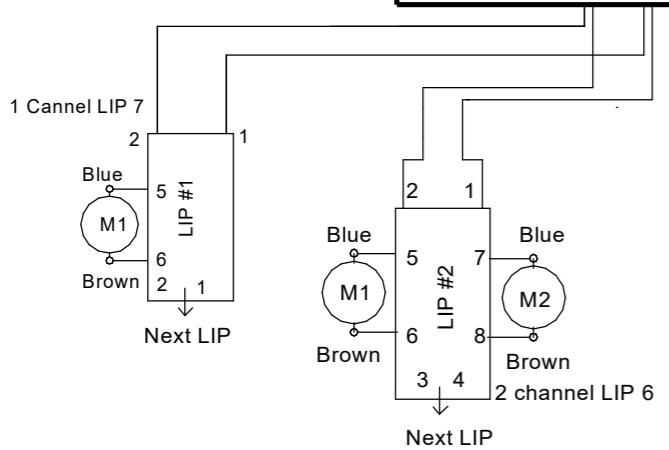 1 Cannel LIP 7
2 1
Blue
5
M1
LIP #1
6
Brown 2 1
Next LIP
2 1
Blue 5 7 Blue
M1 LIP #2 M2
6 8
Brown Brown
3 4
2 channel LIP 6
Next LIP